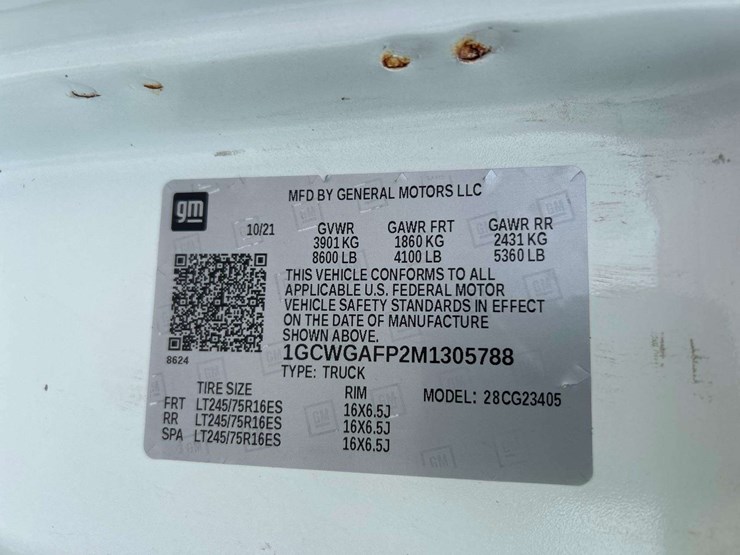 gm
MFD BY GENERAL MOTORS LLC
10/21
GVWR GAWR FRT GAWR RR
3901 KG 1860 KG 2431 KG
8600 LB 4100 LB 5360 LB
THIS VEHICLE CONFORMS TO ALL
APPLICABLE U.S. FEDERAL MOTOR
VEHICLE SAFETY STANDARDS IN EFFECT
ON THE DATE OF MANUFACTURE
SHOWN ABOVE.
8624
1GCWGAFP2M1305788
TYPE: TRUCK
TIRE SIZE RIM MODEL: 28CG23405
FRT LT245/75R16ES 16X6.5J
RR LT245/75R16ES 16X6.5J
SPA LT245/75R16ES 16X6.5J